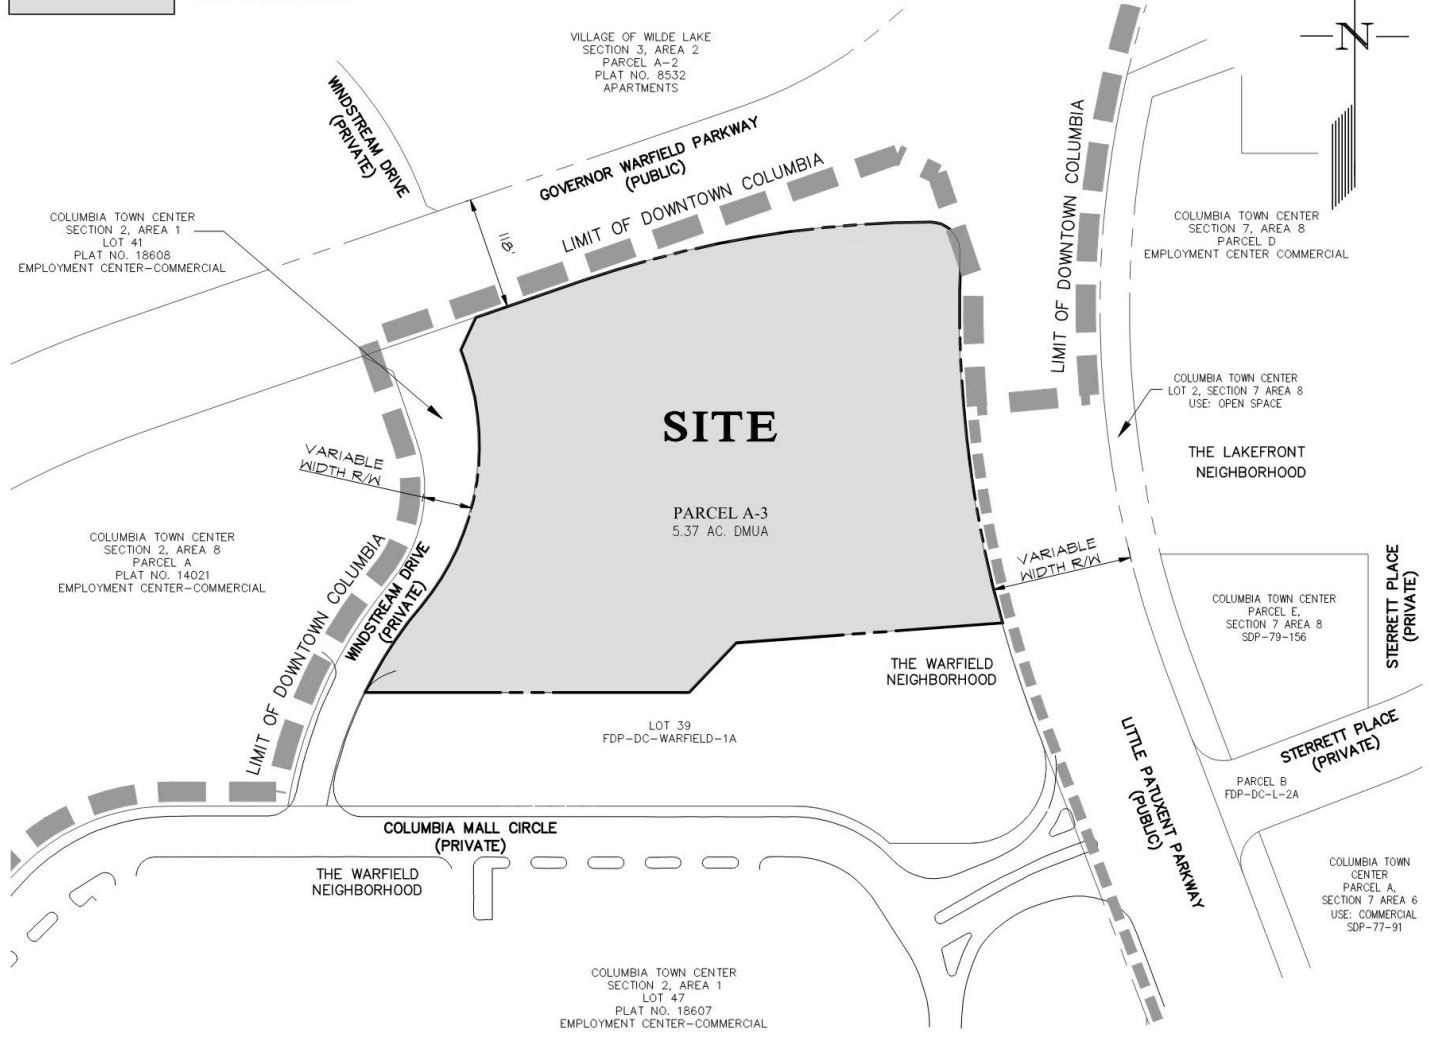 VILLAGE OF WILDE LAKE
SECTION 3, AREA 2
PARCEL A-2
PLAT NO. 8532
APARTMENTS
N
WINDSTREAM DRIVE
(PRIVATE)
GOVERNOR WARFIELD PARKWAY
(PUBLIC)
LIMIT OF DOWNTOWN COLUMBIA
118'
COLUMBIA TOWN CENTER
SECTION 2, AREA 1
LOT 41
PLAT NO. 18608
EMPLOYMENT CENTER-COMMERCIAL
LIMIT OF DOWNTOWN COLUMBIA
COLUMBIA TOWN CENTER
SECTION 7, AREA 8
PARCEL D
EMPLOYMENT CENTER COMMERCIAL
COLUMBIA TOWN CENTER
LOT 2, SECTION 7 AREA 8
USE: OPEN SPACE
THE LAKEFRONT
NEIGHBORHOOD
SITE
PARCEL A-3
5.37 AC. DMUA
VARIABLE
WIDTH R/W
COLUMBIA TOWN CENTER
SECTION 2, AREA 8
PARCEL A
PLAT NO. 14021
EMPLOYMENT CENTER-COMMERCIAL
LIMIT OF DOWNTOWN COLUMBIA
WINDSTREAM DRIVE
(PRIVATE)
VARIABLE
WIDTH R/W
COLUMBIA TOWN CENTER
PARCEL E,
SECTION 7 AREA 8
SDP-79-156
STERRETT PLACE
(PRIVATE)
THE WARFIELD
NEIGHBORHOOD
LOT 39
FDP-DC-WARFIELD-1A
LITTLE PATUXENT PARKWAY
(PUBLIC)
STERRETT PLACE
(PRIVATE)
PARCEL B
FDP-DC-L-2A
COLUMBIA MALL CIRCLE
(PRIVATE)
THE WARFIELD
NEIGHBORHOOD
COLUMBIA TOWN
CENTER
PARCEL A,
SECTION 7 AREA 6
USE: COMMERCIAL
SDP-77-91
COLUMBIA TOWN CENTER
SECTION 2, AREA 1
LOT 47
PLAT NO. 18607
EMPLOYMENT CENTER-COMMERCIAL